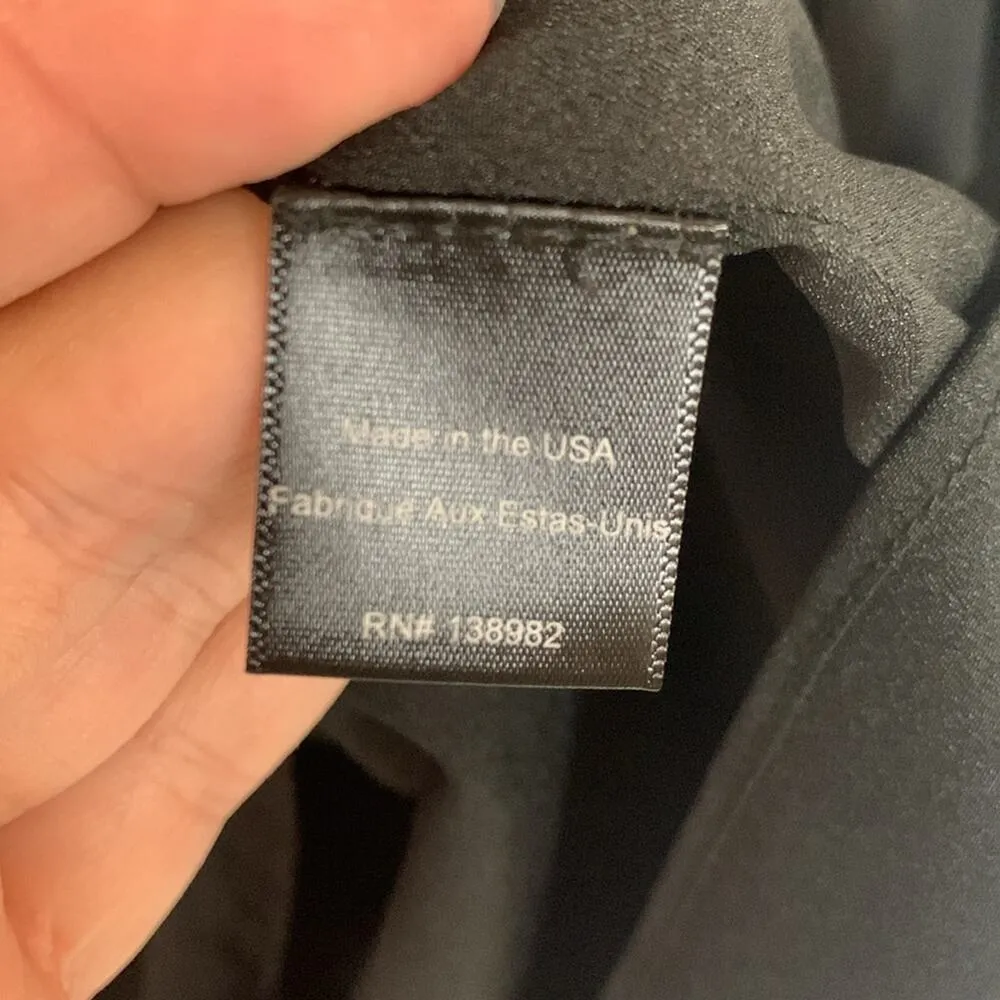 Made in the USA
Fabrique Aux Estas-Unis
RN# 138982